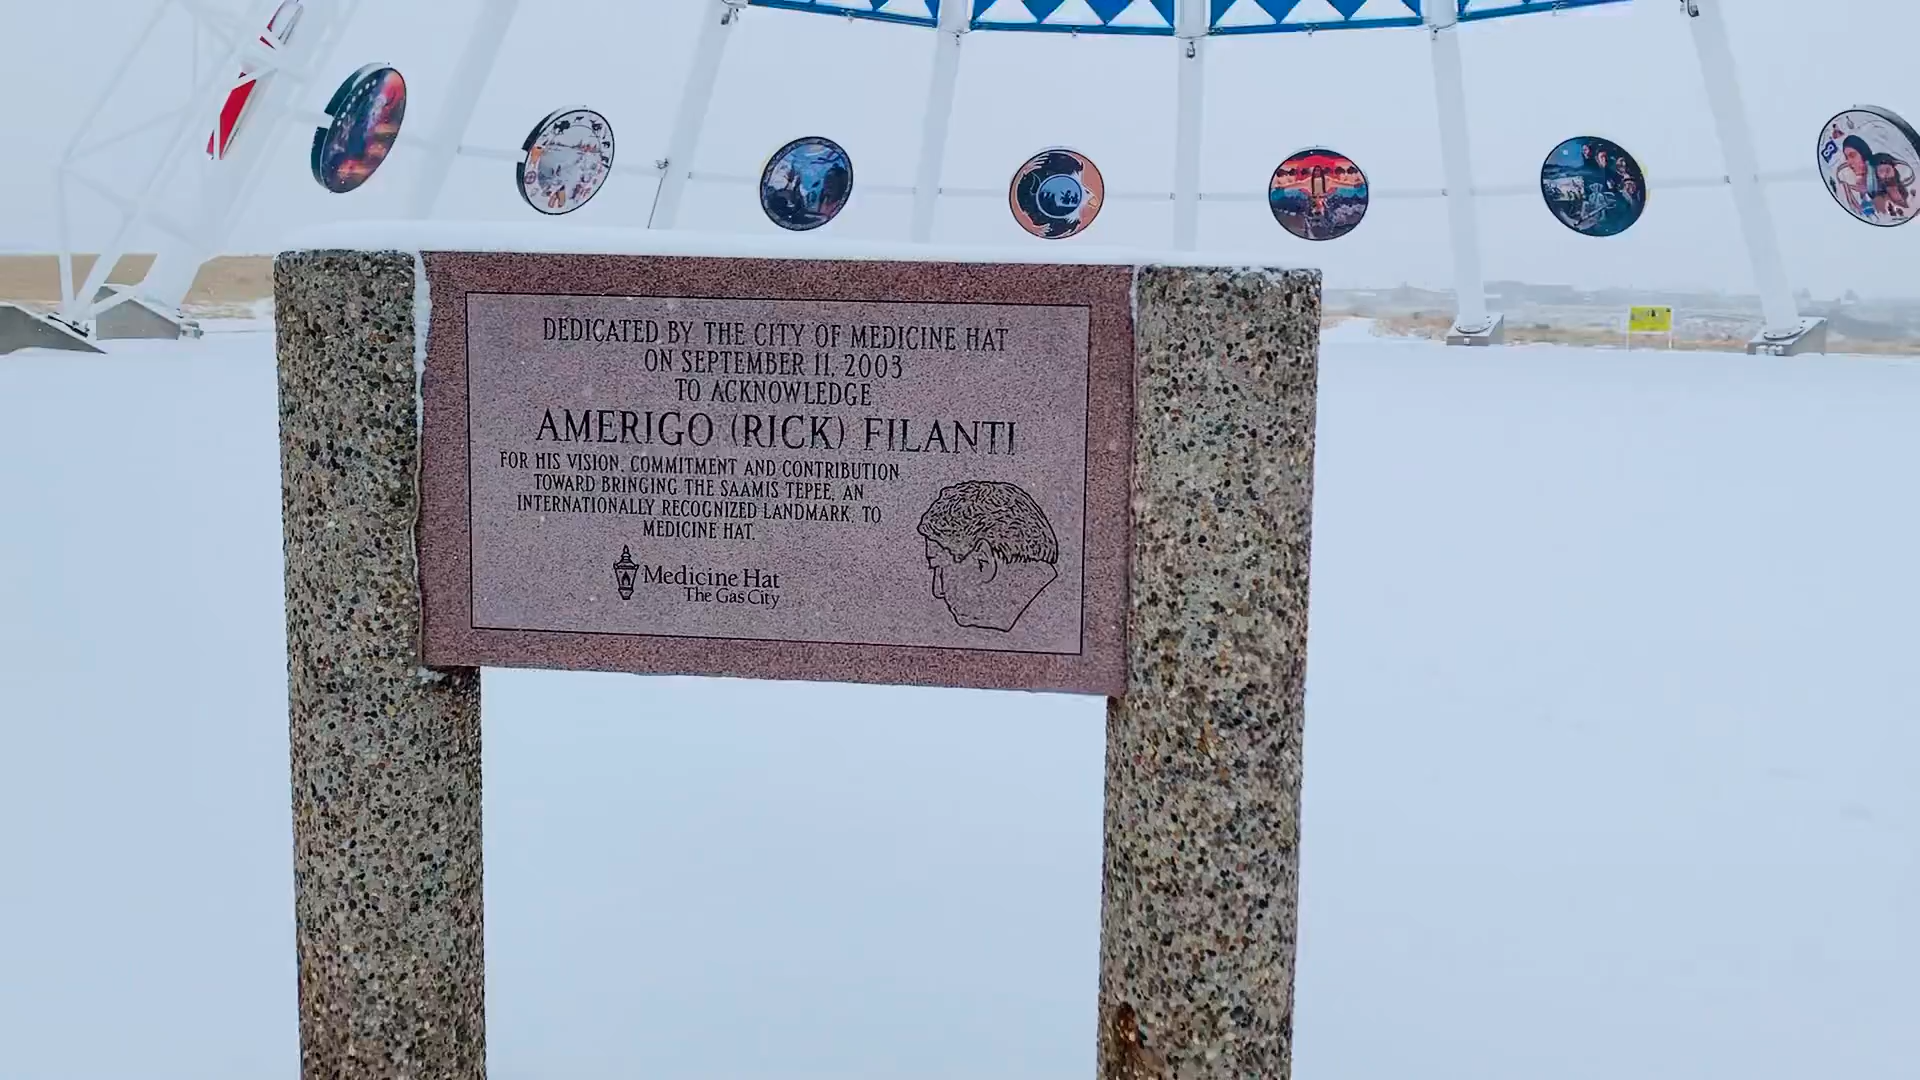 DEDICATED BY THE CITY OF MEDICINE HAT
ON SEPTEMBER 11, 2003
TO ACKNOWLEDGE
AMERIGO (RICK) FILANTI
FOR HIS VISION, COMMITMENT AND CONTRIBUTION
TOWARD BRINGING THE SAAMIS TEPEE, AN
INTERNATIONALLY RECOGNIZED LANDMARK, TO
MEDICINE HAT.
Medicine Hat
The Gas City